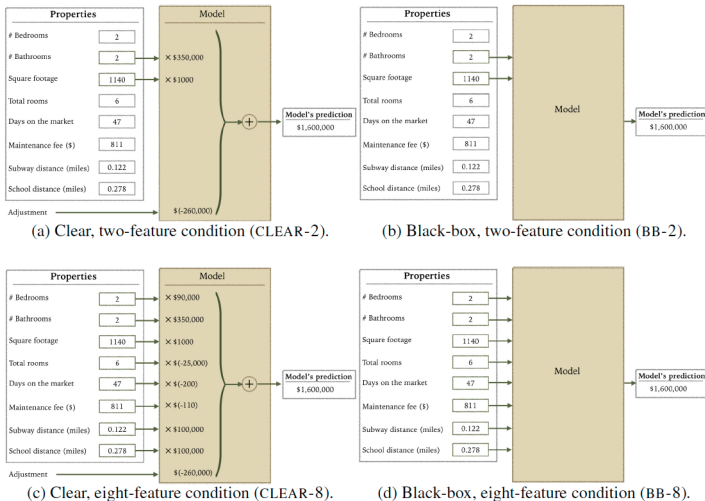 Properties
Model
# Bedrooms 2
# Bathrooms 2 × $350,000
Square footage 1140 × $1000
Total rooms 6
Days on the market 47
Maintenance fee ($) 811
Subway distance (miles) 0.122
School distance (miles) 0.278
Adjustment $(-260,000)
+
Model's prediction
$1,600,000
(a) Clear, two-feature condition (CLEAR-2).
Properties
# Bedrooms 2
# Bathrooms 2
Square footage 1140
Total rooms 6
Days on the market 47
Maintenance fee ($) 811
Subway distance (miles) 0.122
School distance (miles) 0.278
Model
Model's prediction
$1,600,000
(b) Black-box, two-feature condition (BB-2).
Properties
Model
# Bedrooms 2 × $90,000
# Bathrooms 2 × $350,000
Square footage 1140 × $1000
Total rooms 6 × $(-25,000)
Days on the market 47 × $(-200)
Maintenance fee ($) 811 × $(-110)
Subway distance (miles) 0.122 × $100,000
School distance (miles) 0.278 × $100,000
Adjustment $(-260,000)
+
Model's prediction
$1,600,000
(c) Clear, eight-feature condition (CLEAR-8).
Properties
# Bedrooms 2
# Bathrooms 2
Square footage 1140
Total rooms 6
Days on the market 47
Maintenance fee ($) 811
Subway distance (miles) 0.122
School distance (miles) 0.278
Model
Model's prediction
$1,600,000
(d) Black-box, eight-feature condition (BB-8).